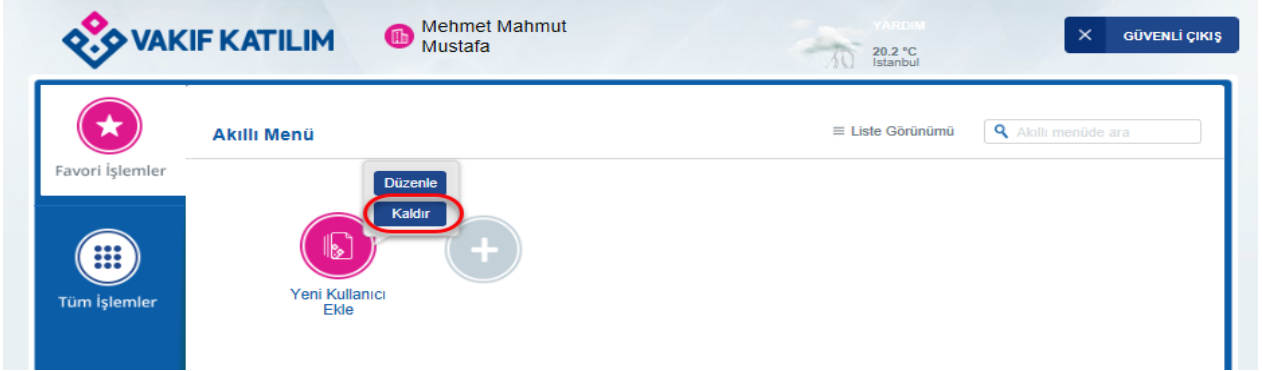 VAKIF KATILIM
Mehmet Mahmut
Mustafa
YARDIM
20.2 °C
İstanbul
GÜVENLİ ÇIKIŞ
Favori İşlemler
Akıllı Menü
Liste Görünümü
Akıllı menüde ara
Düzenle
Kaldır
Yeni Kullanıcı
Ekle
Tüm İşlemler